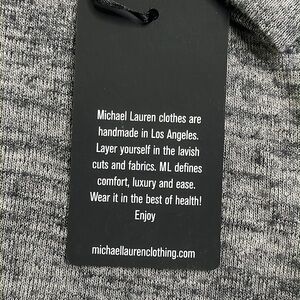 Michael Lauren clothes are
handmade in Los Angeles.
Layer yourself in the lavish
cuts and fabrics. ML defines
comfort, luxury and ease.
Wear it in the best of health!
Enjoy
michaellaurenclothing.com